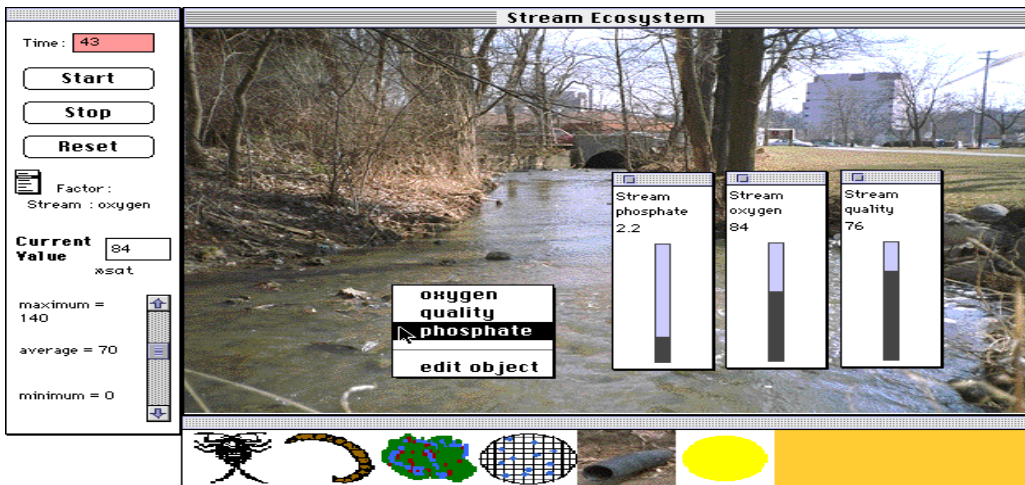 Stream Ecosystem
Time: 43
Start
Stop
Reset
Factor:
Stream : oxygen
Current
Value
84
%sat
maximum =
140
average = 70
minimum = 0
oxygen
quality
phosphate
edit object
Stream
phosphate
2.2
Stream
oxygen
84
Stream
quality
76